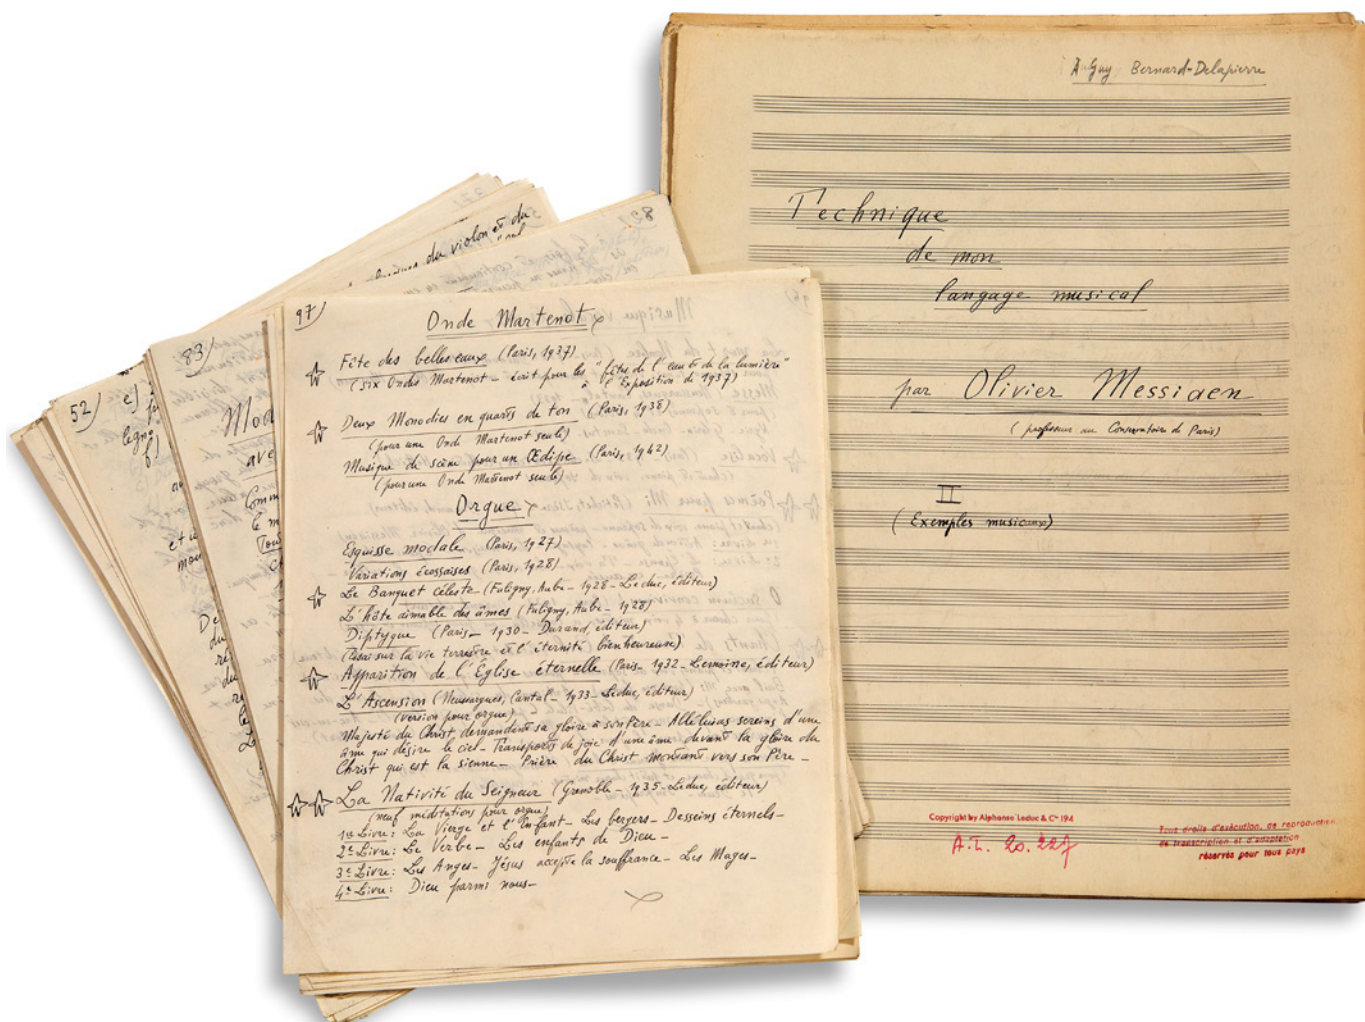 97)
Onde Martenot
Fête des belles eaux (Paris, 1937)
(six Ondes Martenot – écrit pour les "fêtes de l'eau et de la lumière"
à l'Exposition de 1937)
Deux Monodies en quarts de ton (Paris, 1938)
(pour une Onde Martenot seule)
Musique de scène pour un Œdipe (Paris, 1942)
(pour une Onde Martenot seule)
Orgue
Esquisse modale (Paris, 1927)
Variations écossaises (Paris, 1928)
Le Banquet céleste (Fuligny, Aube – 1928 – Leduc, éditeur)
L'hôte aimable des âmes (Fuligny, Aube – 1928)
Diptyque (Paris – 1930 – Durand, éditeur)
(essai sur la vie terrestre et l'éternité bienheureuse)
Apparition de l'Église éternelle (Paris – 1932 – Lemoine, éditeur)
L'Ascension (Neussargues, Cantal – 1933 – Leduc, éditeur)
(version pour orgue)
Majesté du Christ demandant sa gloire à son Père – Alléluias sereins d'une
âme qui désire le ciel – Transports de joie d'une âme devant la gloire du
Christ qui est la sienne – Prière du Christ montant vers son Père –
La Nativité du Seigneur (Grenoble – 1935 – Leduc, éditeur)
(neuf méditations pour orgue)
1er Livre: La Vierge et l'Enfant – Les bergers – Desseins éternels –
2e Livre: Le Verbe – Les enfants de Dieu –
3e Livre: Les Anges – Jésus accepte la souffrance – Les Mages –
4e Livre: Dieu parmi nous –
83)
52)
e)
f)
du violon et du
A Guy Bernard-Delapierre
Technique
de mon
langage musical
par Olivier Messiaen
(professeur au Conservatoire de Paris)
II
(Exemples musicaux)
Copyright by Alphonse Leduc & Cie 194
A.L. 20.227
Tous droits d'exécution, de reproduction,
de transcription et d'adaptation
réservés pour tous pays